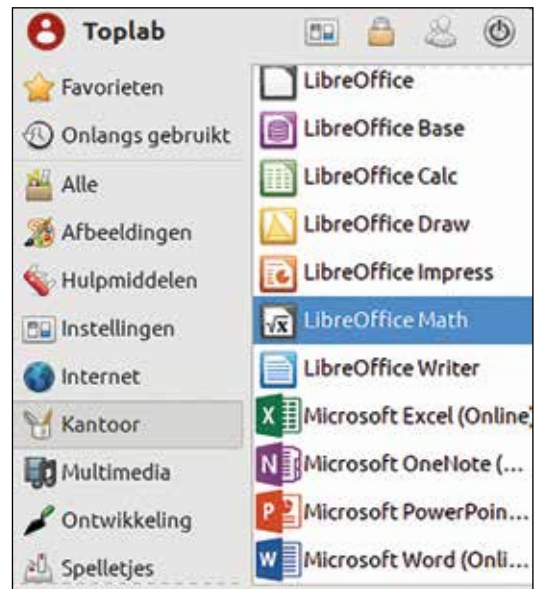 Toplab
Favorieten
Onlangs gebruikt
Alle
Afbeeldingen
Hulpmiddelen
Instellingen
Internet
Kantoor
Multimedia
Ontwikkeling
Spelletjes
LibreOffice
LibreOffice Base
LibreOffice Calc
LibreOffice Draw
LibreOffice Impress
LibreOffice Math
LibreOffice Writer
Microsoft Excel (Online)
Microsoft OneNote (...
Microsoft PowerPoin...
Microsoft Word (Onli...